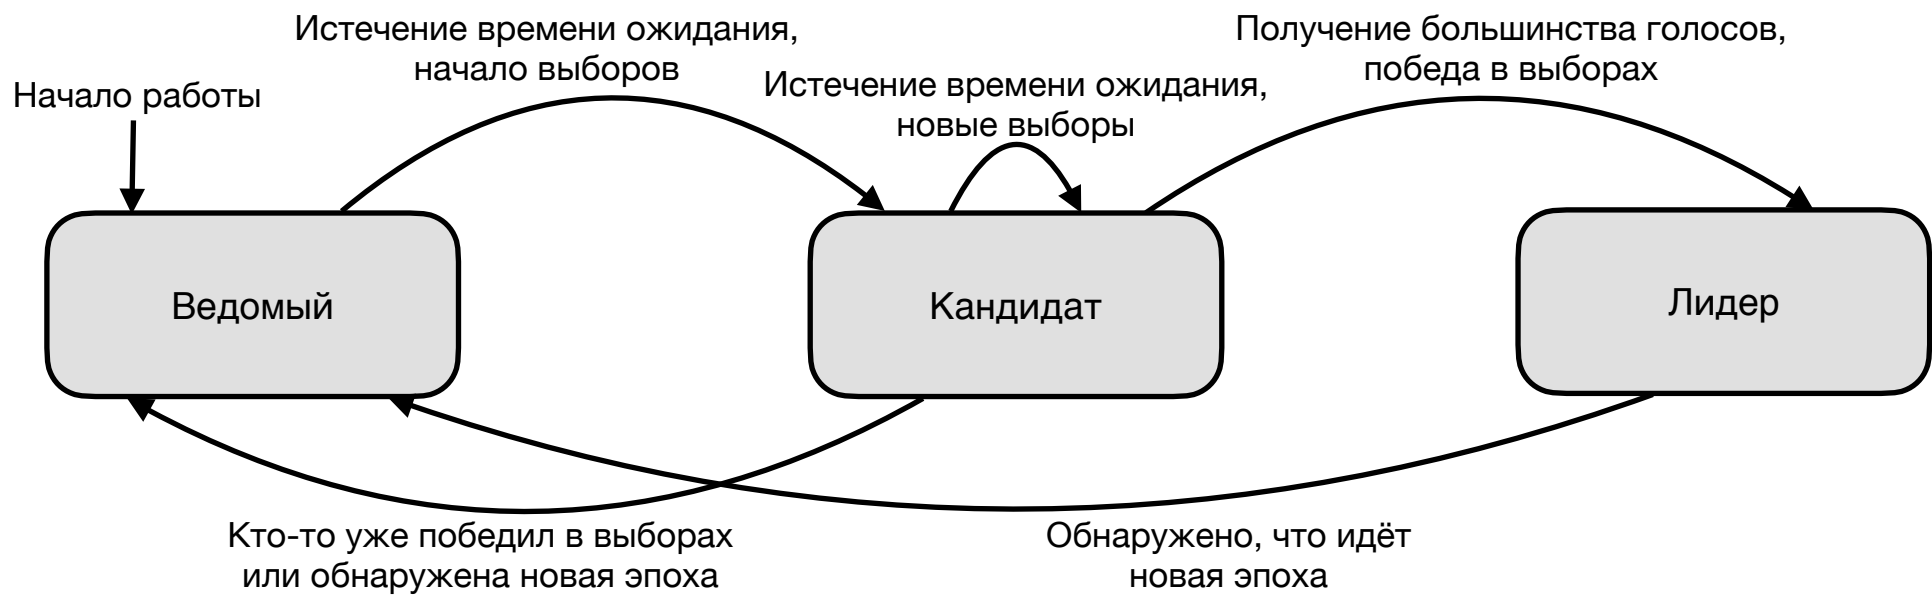 Истечение времени ожидания,
начало выборов
Получение большинства голосов,
победа в выборах
Начало работы
Истечение времени ожидания,
новые выборы
Ведомый
Кандидат
Лидер
Кто-то уже победил в выборах
или обнаружена новая эпоха
Обнаружено, что идёт
новая эпоха